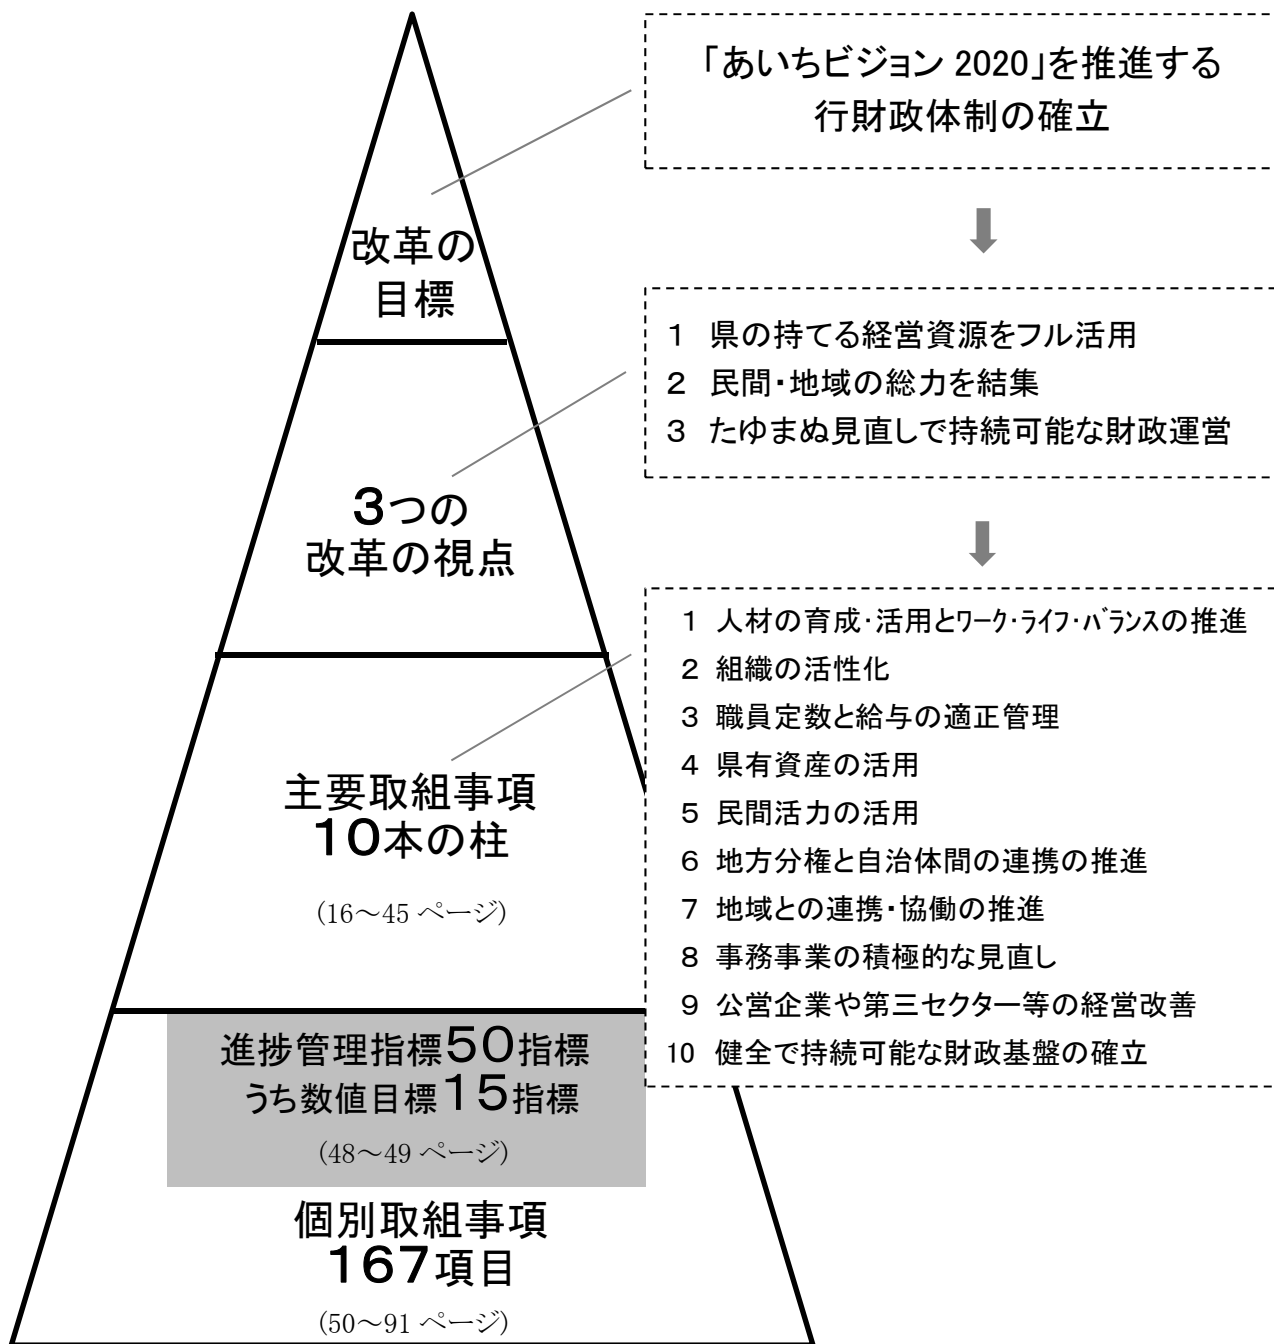 「あいちビジョン 2020」を推進する
行財政体制の確立
改革の
目標
1 県の持てる経営資源をフル活用
2 民間・地域の総力を結集
3 たゆまぬ見直しで持続可能な財政運営
3つの
改革の視点
1 人材の育成・活用とワーク・ライフ・バランスの推進
2 組織の活性化
3 職員定数と給与の適正管理
4 県有資産の活用
5 民間活力の活用
6 地方分権と自治体間の連携の推進
7 地域との連携・協働の推進
8 事務事業の積極的な見直し
9 公営企業や第三セクター等の経営改善
10 健全で持続可能な財政基盤の確立
主要取組事項
10本の柱
(16～45 ページ)
進捗管理指標50指標
うち数値目標15指標
(48～49 ページ)
個別取組事項
167項目
(50～91 ページ)